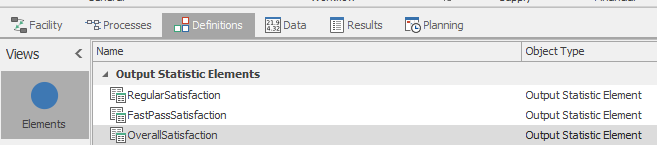 Facility
Processes
Definitions
21.9
4.32
Data
Results
Planning
Views
Name
Object Type
Elements
Output Statistic Elements
RegularSatisfaction
Output Statistic Element
FastPassSatisfaction
Output Statistic Element
OverallSatisfaction
Output Statistic Element